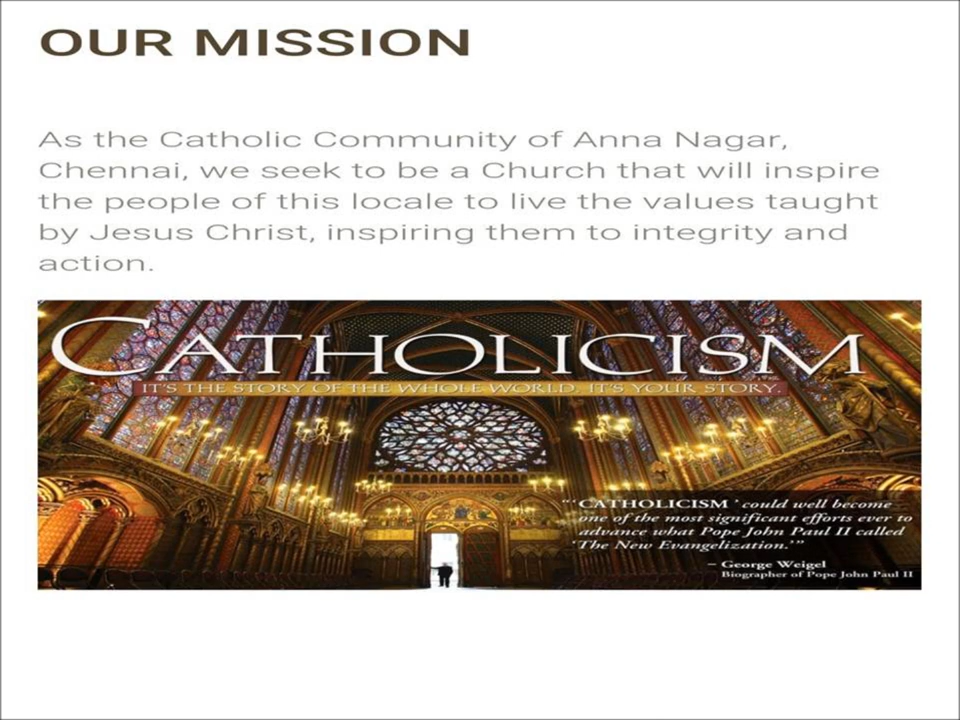 OUR MISSION
As the Catholic Community of Anna Nagar,
Chennai, we seek to be a Church that will inspire
the people of this locale to live the values taught
by Jesus Christ, inspiring them to integrity and
action.
CATHOLICISM
IT'S THE STORY OF THE WHOLE WORLD. IT'S YOUR STORY.
"'CATHOLICISM' could well become
one of the most significant efforts ever to
advance what Pope John Paul II called
'The New Evangelization.'"
– George Weigel
Biographer of Pope John Paul II